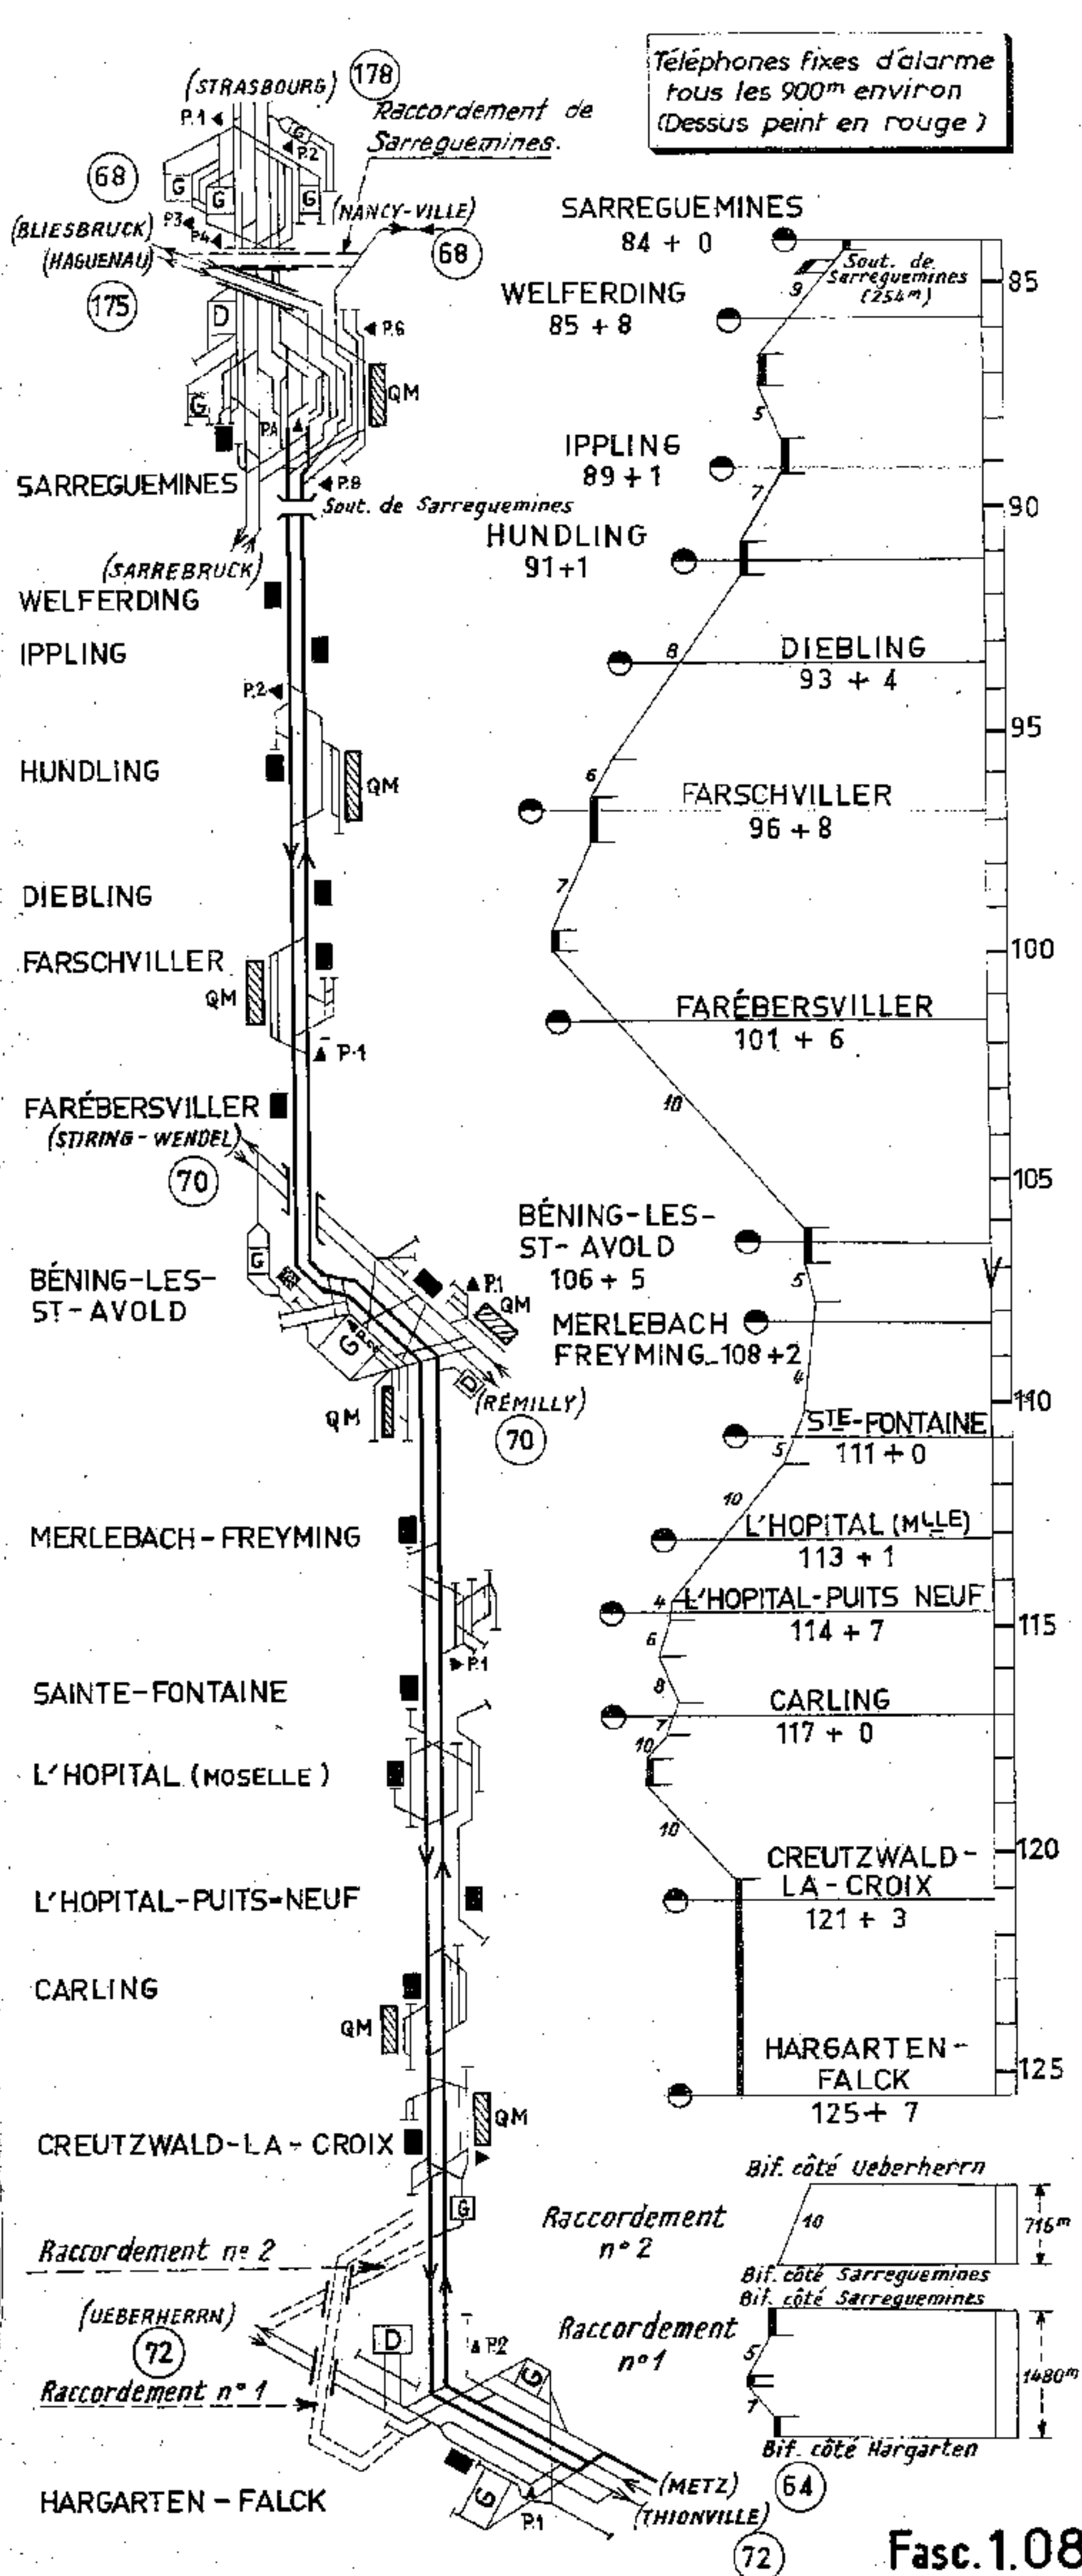 Téléphones fixes d'alarme
tous les 900m environ
(Dessus peint en rouge)
(STRASBOURG)
178
P.1
G
P.2
Raccordement de
Sarreguemines.
68
G
G
G
P3
P4
(BLIESBRUCK)
(HAGUENAU)
175
(NANCY-VILLE)
68
D
P.6
G
QM
P.A
P.8
SARREGUEMINES
Sout. de Sarreguemines
(SARREBRUCK)
WELFERDING
IPPLING
P.2
HUNDLING
QM
DIEBLING
FARSCHVILLER
QM
P.1
FARÉBERSVILLER
(STIRING-WENDEL)
70
G
BÉNING-LES-
ST-AVOLD
G
P.1
QM
D
QM
(RÉMILLY)
70
MERLEBACH-FREYMING
P.1
SAINTE-FONTAINE
L'HOPITAL (MOSELLE)
L'HOPITAL-PUITS-NEUF
CARLING
QM
QM
CREUTZWALD-LA-CROIX
G
Raccordement n° 2
(UEBERHERRN)
72
D
P.2
Raccordement n° 1
G
HARGARTEN-FALCK
G
P.1
(METZ)
64
(THIONVILLE)
72
SARREGUEMINES
84 + 0
Sout. de
Sarreguemines
(254m)
9
85
WELFERDING
85 + 8
5
IPPLING
89 + 1
7
90
HUNDLING
91+1
8
DIEBLING
93 + 4
95
6
FARSCHVILLER
96 + 8
7
100
FARÉBERSVILLER
101 + 6
10
105
BÉNING-LES-
ST-AVOLD
106 + 5
5
MERLEBACH
FREYMING_108+2
4
110
STE-FONTAINE
111 + 0
5
10
L'HOPITAL (MLLE)
113 + 1
4
L'HOPITAL-PUITS NEUF
114 + 7
115
6
8
CARLING
117 + 0
7
10
10
120
CREUTZWALD-
LA-CROIX
121 + 3
HARGARTEN-
FALCK
125+ 7
125
Bif. côté Ueberherrn
Raccordement
n° 2
10
716m
Bif. côté Sarreguemines
Bif. côté Sarreguemines
Raccordement
n° 1
5
7
1480m
Bif. côté Hargarten
Fasc.1.08